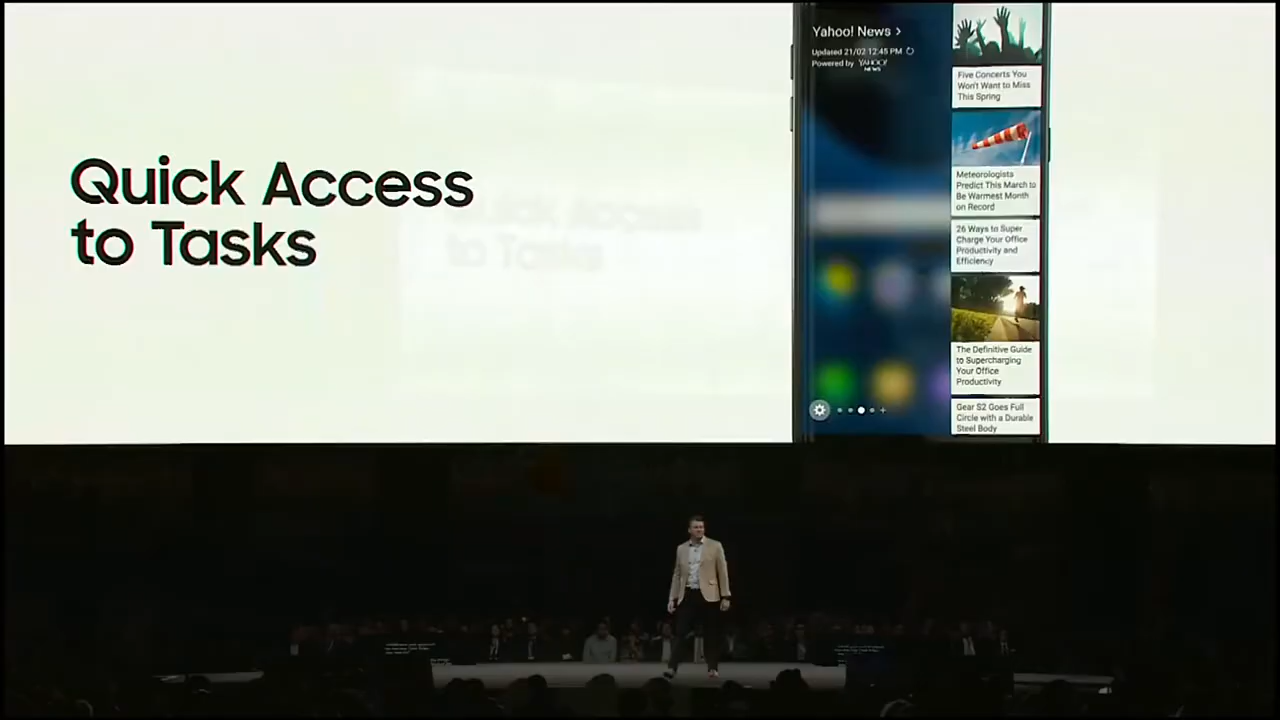 Quick Access
to Tasks
Yahoo! News >
Updated 21/02 12:45 PM
Powered by YAHOO!
NEWS
Five Concerts You
Won't Want to Miss
This Spring
Meteorologists
Predict This March to
Be Warmest Month
on Record
26 Ways to Super
Charge Your Office
Productivity and
Efficiency
The Definitive Guide
to Supercharging
Your Office
Productivity
Gear S2 Goes Full
Circle with a Durable
Steel Body